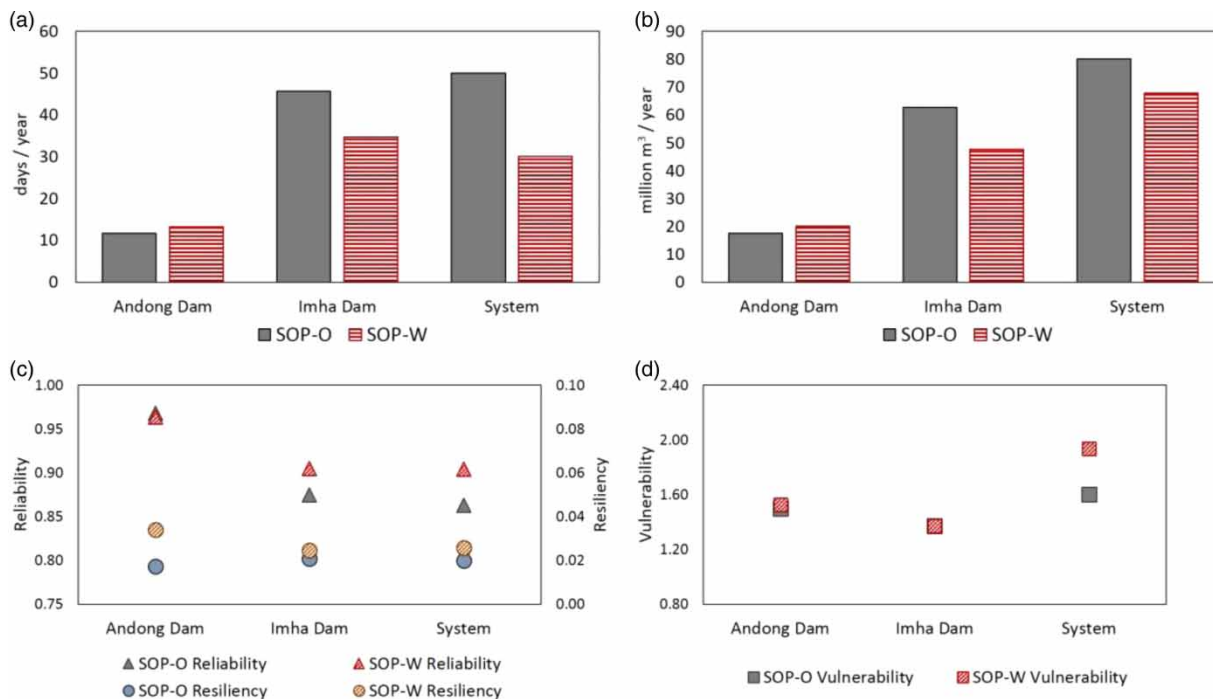 (a)
60
50
40
30
20
10
0
days / year
Andong Dam Imha Dam System
SOP-O SOP-W
(b)
90
80
70
60
50
40
30
20
10
0
million m³ / year
Andong Dam Imha Dam System
SOP-O SOP-W
(c)
1.00
0.95
0.90
0.85
0.80
0.75
Reliability
0.10
0.08
0.06
0.04
0.02
0.00
Resiliency
Andong Dam Imha Dam System
SOP-O Reliability SOP-W Reliability
SOP-O Resiliency SOP-W Resiliency
(d)
2.40
2.00
1.60
1.20
0.80
Vulnerability
Andong Dam Imha Dam System
SOP-O Vulnerability SOP-W Vulnerability